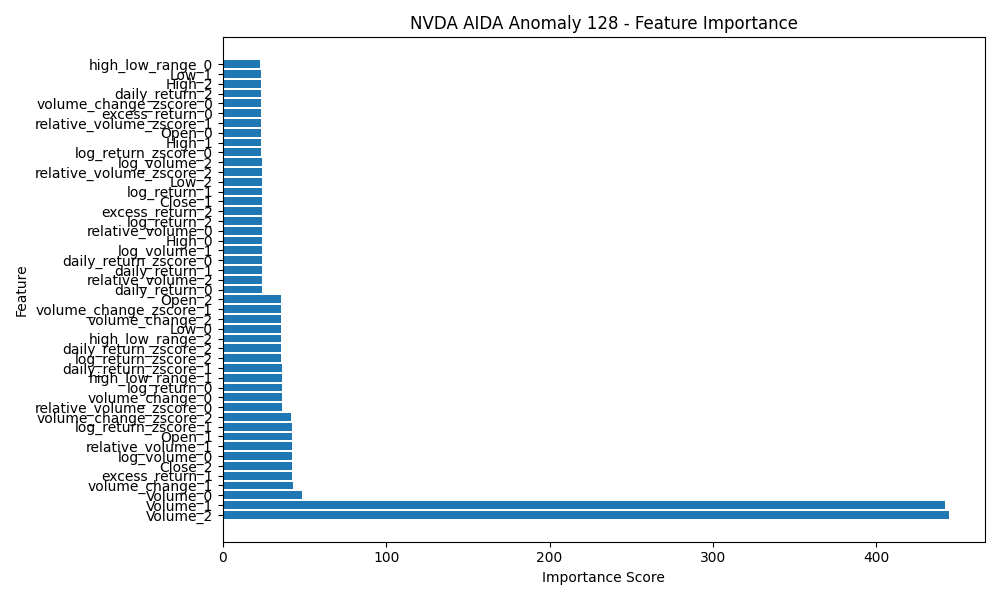 NVDA AIDA Anomaly 128 - Feature Importance
high_low_range_0
Low_1
High_2
daily_return_2
volume_change_zscore_0
excess_return_0
relative_volume_zscore_1
Open_0
High_1
log_return_zscore_0
log_volume_2
relative_volume_zscore_2
Low_2
log_return_1
Close_1
excess_return_2
log_return_2
relative_volume_0
High_0
log_volume_1
daily_return_zscore_0
daily_return_1
relative_volume_2
daily_return_0
Open_2
volume_change_zscore_1
volume_change_2
Low_0
high_low_range_2
daily_return_zscore_2
log_return_zscore_2
daily_return_zscore_1
high_low_range_1
log_return_0
volume_change_0
relative_volume_zscore_0
volume_change_zscore_2
log_return_zscore_1
Open_1
relative_volume_1
log_volume_0
Close_2
excess_return_1
volume_change_1
Volume_0
Volume_1
Volume_2
Feature
0 100 200 300 400
Importance Score